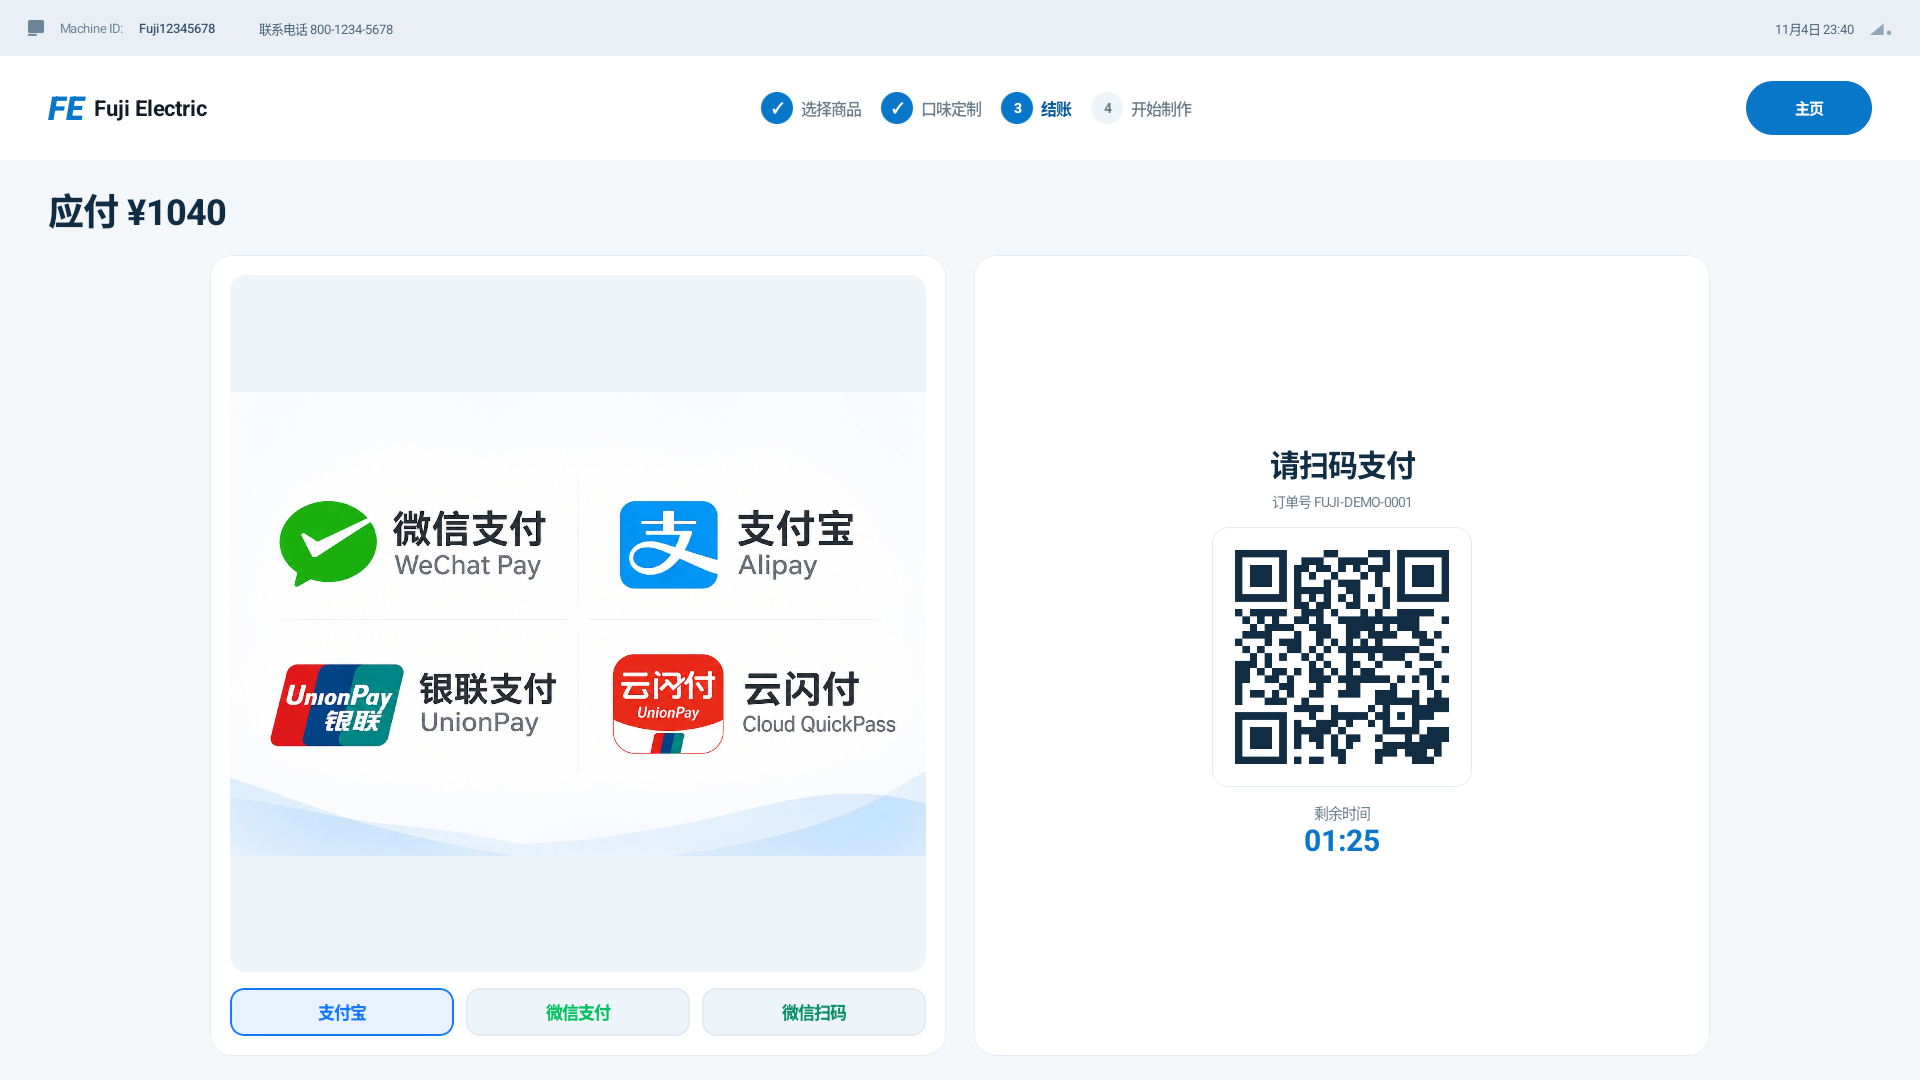 Machine ID: Fuji12345678 联系电话 800-1234-5678 11月4日 23:40
FE Fuji Electric
✓ 选择商品 ✓ 口味定制 3 结账 4 开始制作
主页
应付 ¥1040
微信支付
WeChat Pay
支
支付宝
Alipay
UnionPay
银联
银联支付
UnionPay
云闪付
UnionPay
云闪付
Cloud QuickPass
支付宝 微信支付 微信扫码
请扫码支付
订单号 FUJI-DEMO-0001
剩余时间
01:25